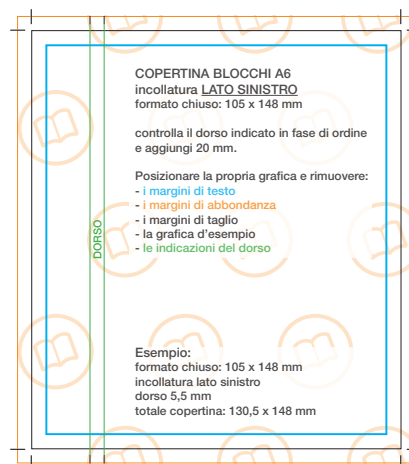 COPERTINA BLOCCHI A6
incollatura LATO SINISTRO
formato chiuso: 105 x 148 mm
controlla il dorso indicato in fase di ordine
e aggiungi 20 mm.
Posizionare la propria grafica e rimuovere:
- i margini di testo
- i margini di abbondanza
- i margini di taglio
- la grafica d'esempio
- le indicazioni del dorso
DORSO
Esempio:
formato chiuso: 105 x 148 mm
incollatura lato sinistro
dorso 5,5 mm
totale copertina: 130,5 x 148 mm